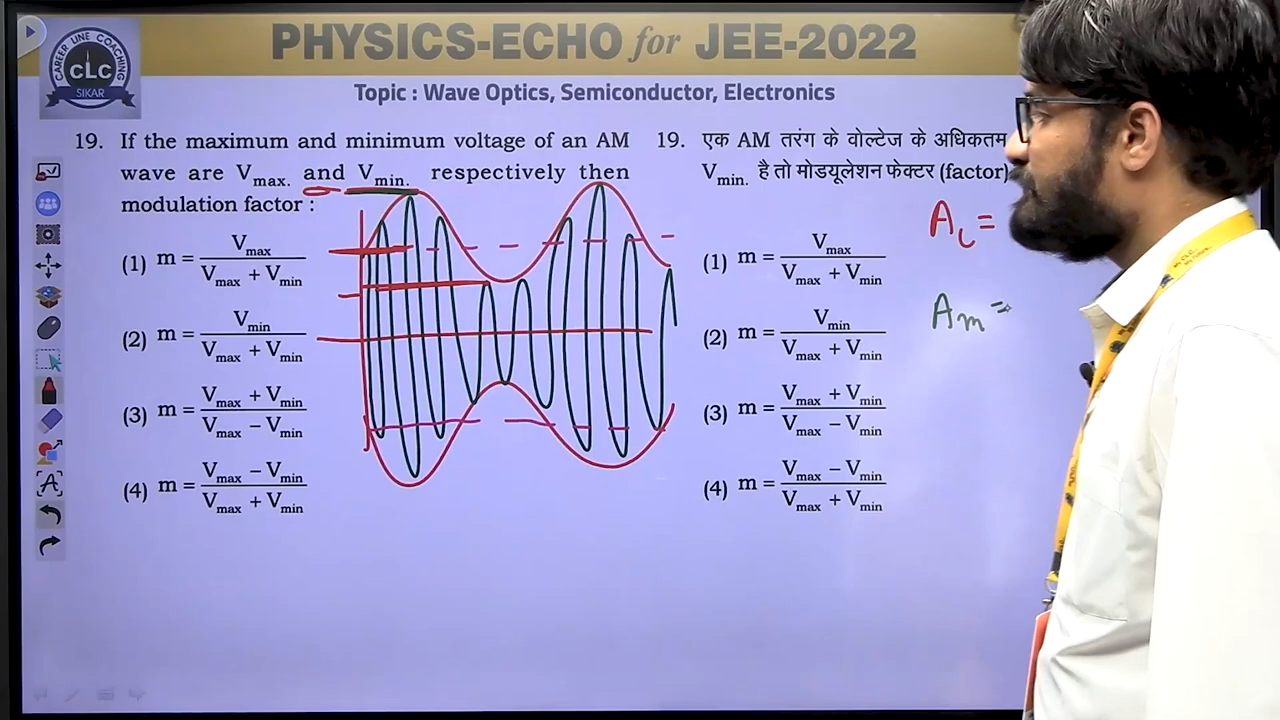 PHYSICS-ECHO for JEE-2022
CAREER LINE COACHING
CLC
SIKAR
Topic : Wave Optics, Semiconductor, Electronics
19. If the maximum and minimum voltage of an AM
wave are Vmax. and Vmin. respectively then
modulation factor :
(1) m = Vmax / Vmax + Vmin
(2) m = Vmin / Vmax + Vmin
(3) m = Vmax + Vmin / Vmax − Vmin
(4) m = Vmax − Vmin / Vmax + Vmin
19. एक AM तरंग के वोल्टेज के अधिकतम
Vmin. है तो मोडयूलेशन फेक्टर (factor)
(1) m = Vmax / Vmax + Vmin
(2) m = Vmin / Vmax + Vmin
(3) m = Vmax + Vmin / Vmax − Vmin
(4) m = Vmax − Vmin / Vmax + Vmin
Ac =
Am =